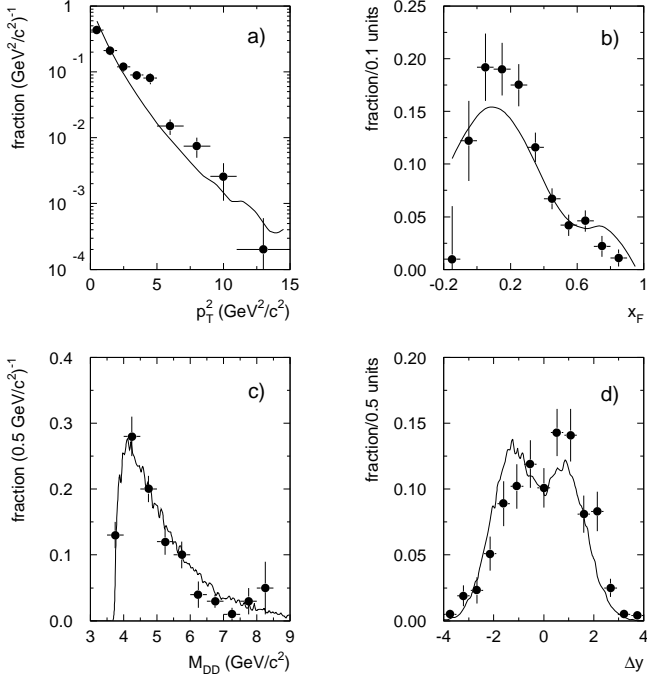 a)
fraction (GeV²/c²)⁻¹
1
10⁻¹
10⁻²
10⁻³
10⁻⁴
0 5 10 15
p_T² (GeV²/c²)
b)
fraction/0.1 units
0.25
0.20
0.15
0.10
0.05
0.00
-0.2 0.2 0.6 1
x_F
c)
fraction (0.5 GeV/c²)⁻¹
0.4
0.3
0.2
0.1
0.0
3 4 5 6 7 8 9
M_DD (GeV/c²)
d)
fraction/0.5 units
0.20
0.15
0.10
0.05
0.00
-4 -2 0 2 4
Δy